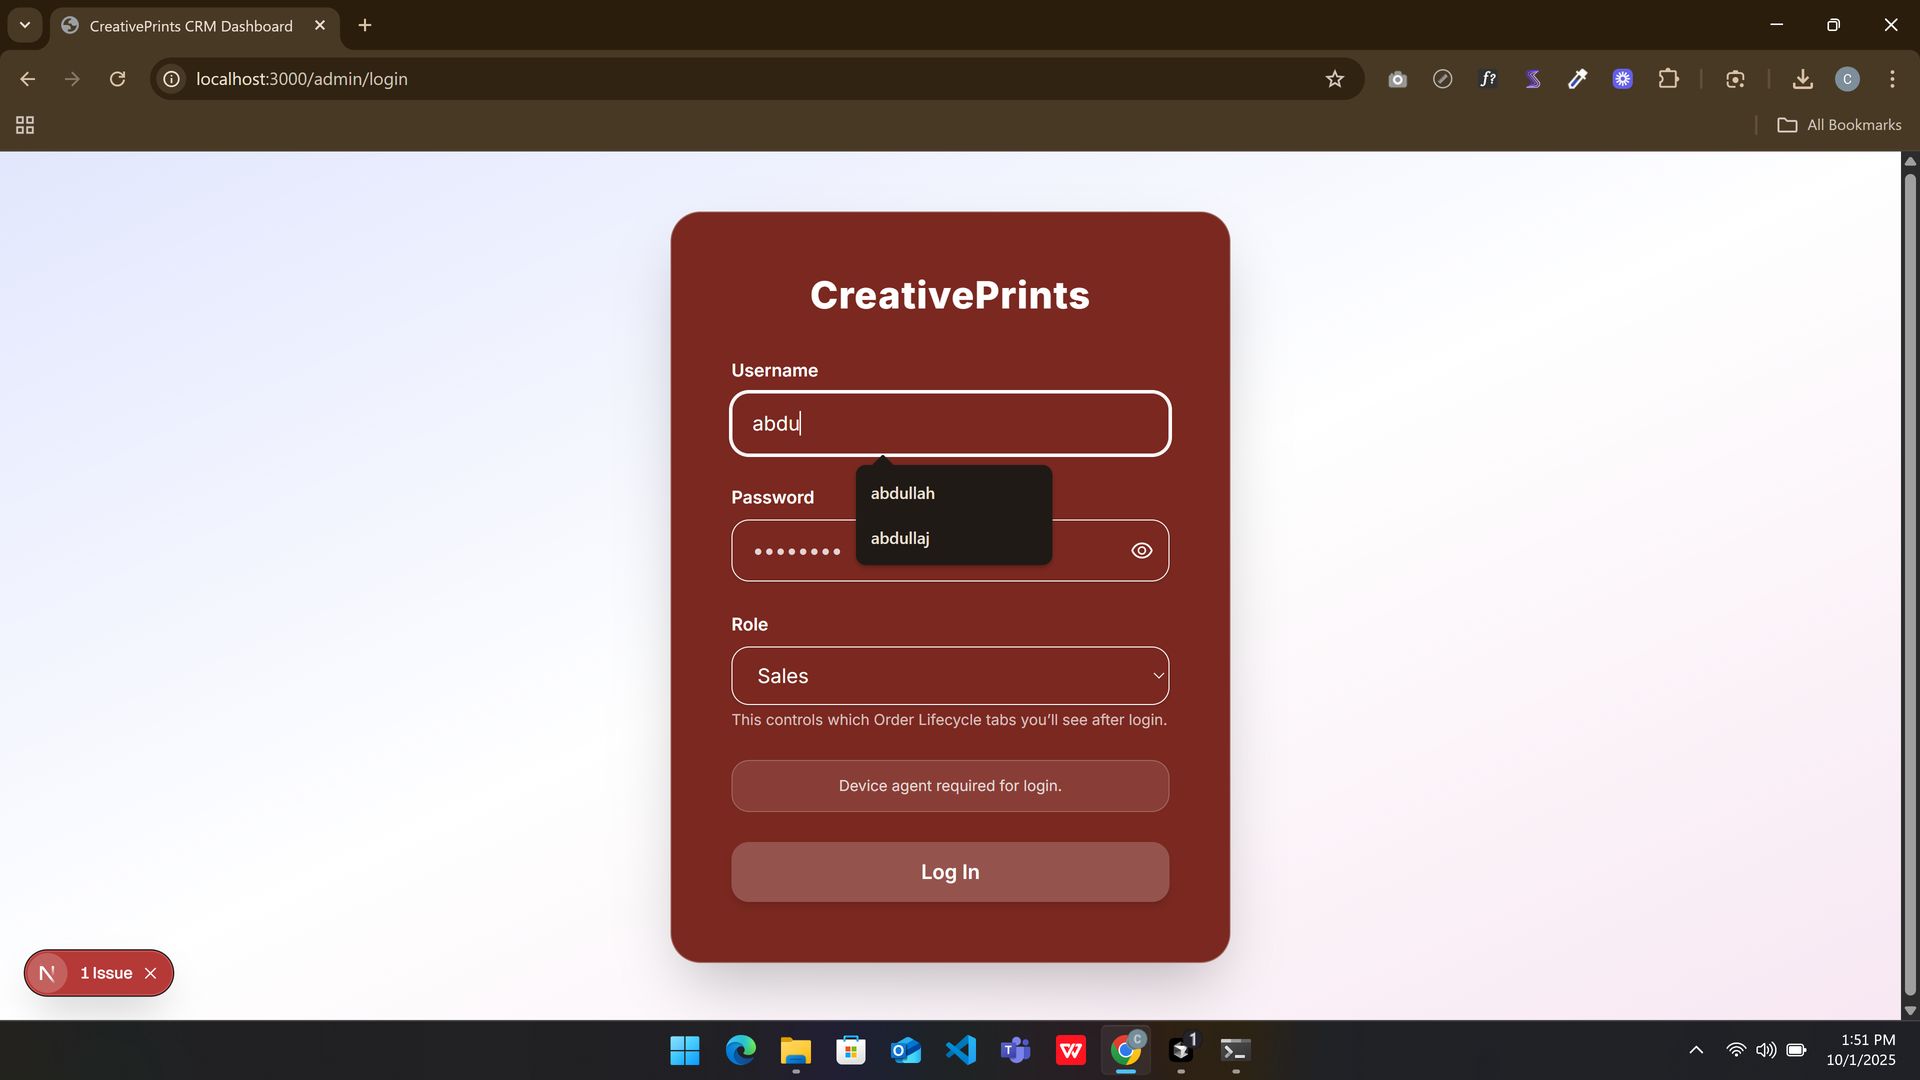 CreativePrints CRM Dashboard
localhost:3000/admin/login
f?
C
All Bookmarks
CreativePrints
Username
abdu
abdullah
abdullaj
Password
••••••••
Role
Sales
This controls which Order Lifecycle tabs you’ll see after login.
Device agent required for login.
Log In
N 1 Issue
C
1
1:51 PM
10/1/2025